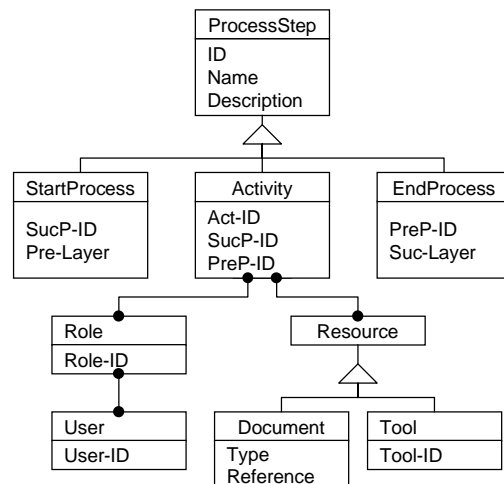 ProcessStep
ID
Name
Description
StartProcess
SucP-ID
Pre-Layer
Activity
Act-ID
SucP-ID
PreP-ID
EndProcess
PreP-ID
Suc-Layer
Role
Role-ID
Resource
User
User-ID
Document
Type
Reference
Tool
Tool-ID